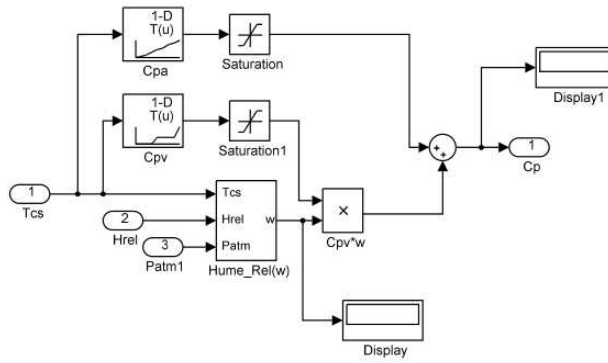 1-D
T(u)
Cpa
Saturation
Display1
1-D
T(u)
Cpv
Saturation1
1
Cp
1
Tcs
Tcs
2
Hrel
Hrel
w
×
Cpv*w
3
Patm1
Patm
Hume_Rel(w)
Display
+
+